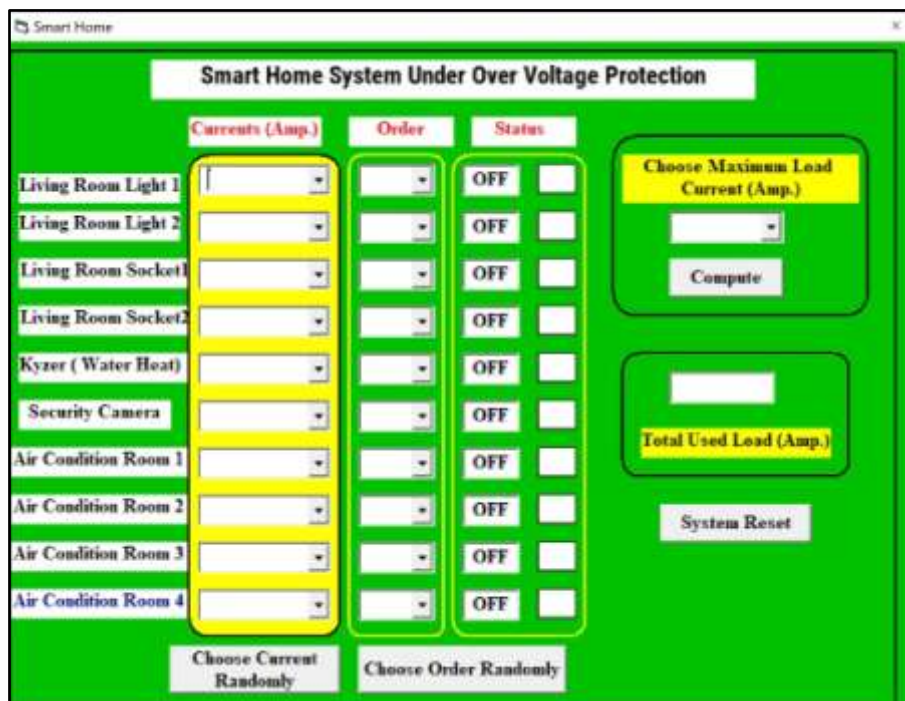 Smart Home
Smart Home System Under Over Voltage Protection
Currents (Amp.) Order Status
Living Room Light 1 OFF
Living Room Light 2 OFF
Living Room Socket1 OFF
Living Room Socket2 OFF
Kyzer ( Water Heat) OFF
Security Camera OFF
Air Condition Room 1 OFF
Air Condition Room 2 OFF
Air Condition Room 3 OFF
Air Condition Room 4 OFF
Choose Current
Randomly
Choose Order Randomly
Choose Maximum Load
Current (Amp.)
Compute
Total Used Load (Amp.)
System Reset